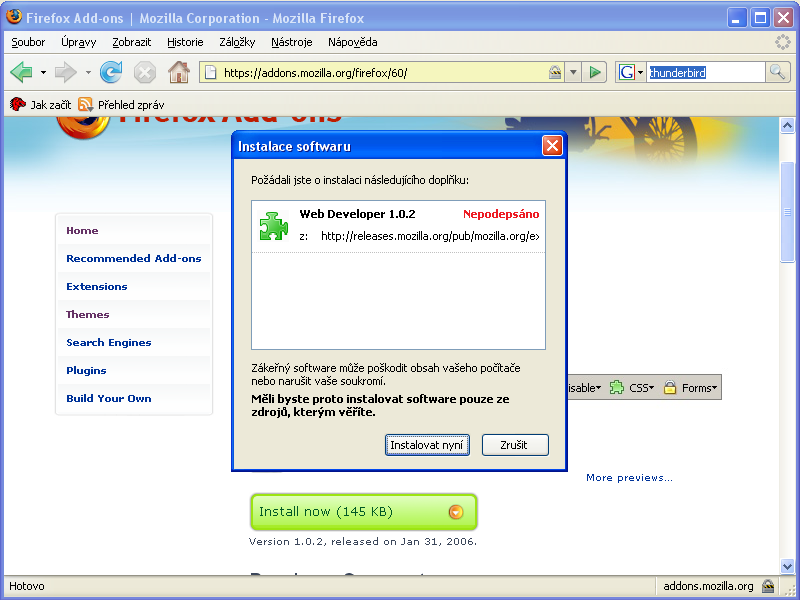 Firefox Add-ons | Mozilla Corporation - Mozilla Firefox
Soubor Úpravy Zobrazit Historie Záložky Nástroje Nápověda
https://addons.mozilla.org/firefox/60/
G
thunderbird
Jak začít Přehled zpráv
Firefox Add-ons
Instalace softwaru
Požádali jste o instalaci následujícího doplňku:
Web Developer 1.0.2 Nepodepsáno
z: http://releases.mozilla.org/pub/mozilla.org/ex
Home
Recommended Add-ons
Extensions
Themes
Search Engines
Plugins
Build Your Own
Zákeřný software může poškodit obsah vašeho počítače
nebo narušit vaše soukromí.
Měli byste proto instalovat software pouze ze
zdrojů, kterým věříte.
isable CSS Forms
Instalovat nyní Zrušit
More previews...
Install now (145 KB)
Version 1.0.2, released on Jan 31, 2006.
Hotovo addons.mozilla.org